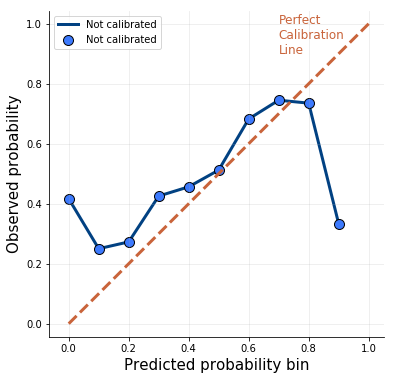 Not calibrated
Not calibrated
Perfect
Calibration
Line
Observed probability
1.0
0.8
0.6
0.4
0.2
0.0
0.0
0.2
0.4
0.6
0.8
1.0
Predicted probability bin